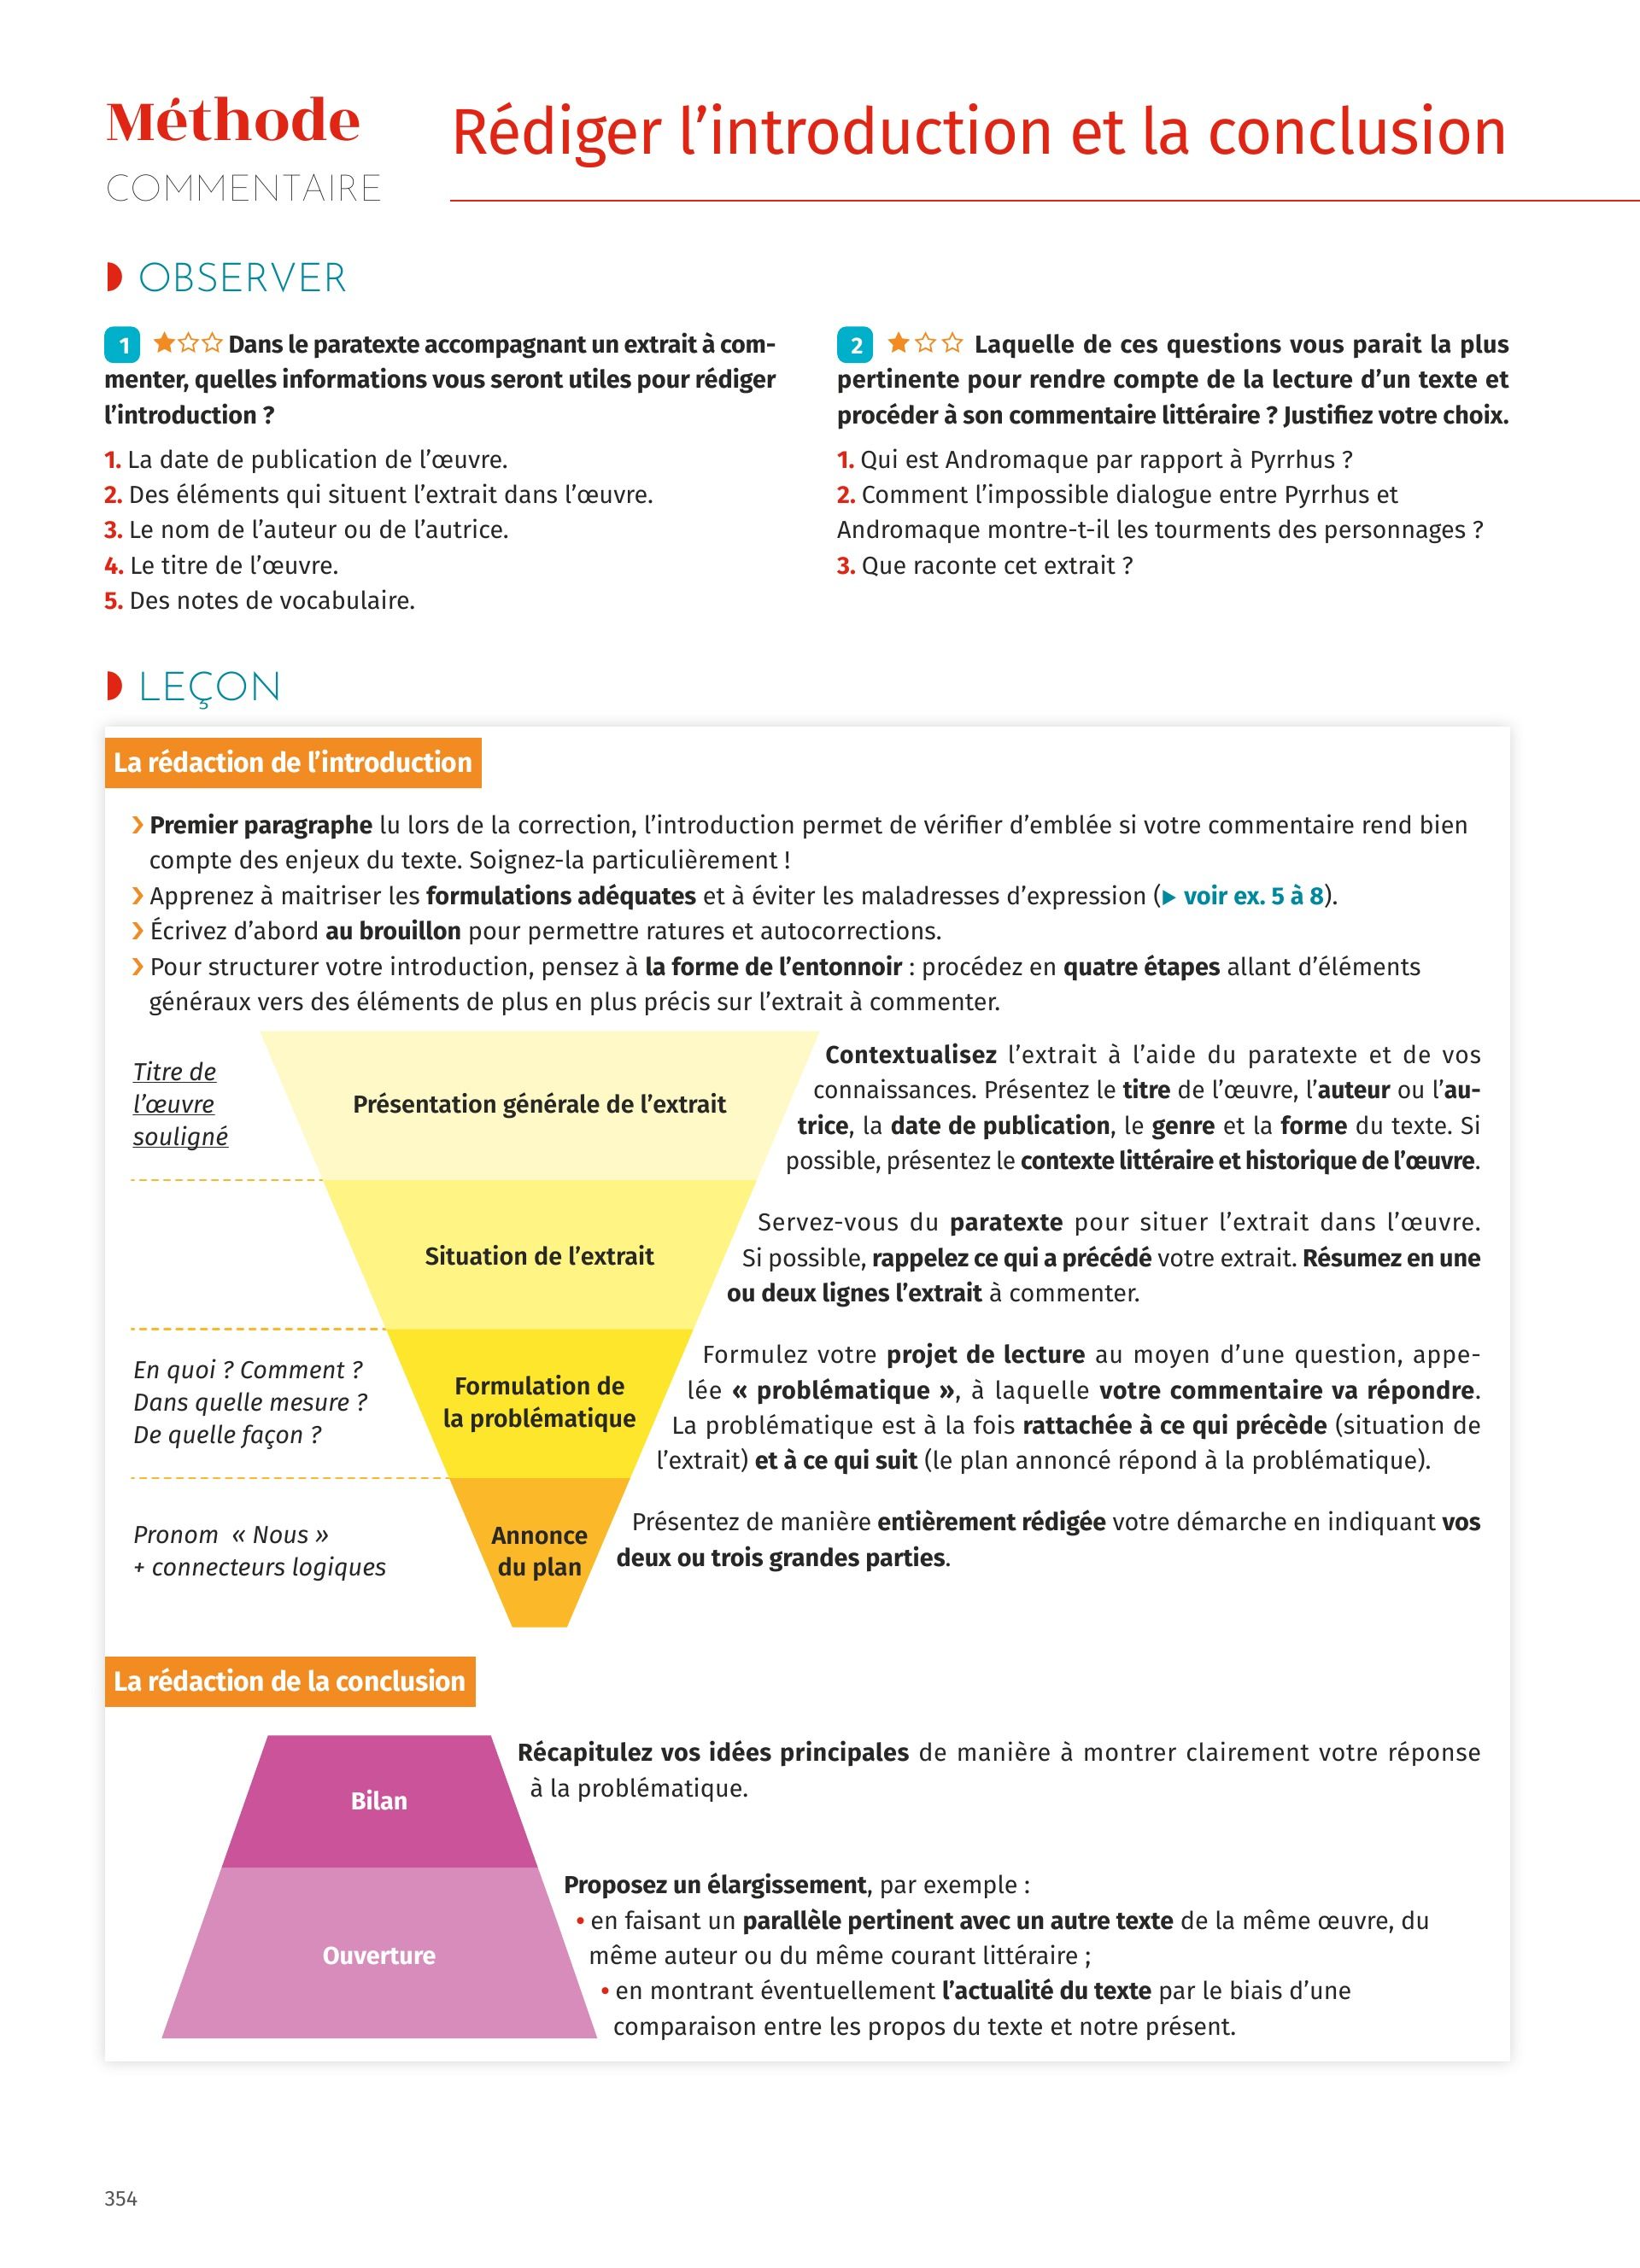 Méthode
COMMENTAIRE
Rédiger l’introduction et la conclusion
OBSERVER
1 Dans le paratexte accompagnant un extrait à com-
menter, quelles informations vous seront utiles pour rédiger
l’introduction ?
1. La date de publication de l’œuvre.
2. Des éléments qui situent l’extrait dans l’œuvre.
3. Le nom de l’auteur ou de l’autrice.
4. Le titre de l’œuvre.
5. Des notes de vocabulaire.
2 Laquelle de ces questions vous parait la plus
pertinente pour rendre compte de la lecture d’un texte et
procéder à son commentaire littéraire ? Justifiez votre choix.
1. Qui est Andromaque par rapport à Pyrrhus ?
2. Comment l’impossible dialogue entre Pyrrhus et
Andromaque montre-t-il les tourments des personnages ?
3. Que raconte cet extrait ?
LEÇON
La rédaction de l’introduction
› Premier paragraphe lu lors de la correction, l’introduction permet de vérifier d’emblée si votre commentaire rend bien
compte des enjeux du texte. Soignez-la particulièrement !
› Apprenez à maitriser les formulations adéquates et à éviter les maladresses d’expression (▶ voir ex. 5 à 8).
› Écrivez d’abord au brouillon pour permettre ratures et autocorrections.
› Pour structurer votre introduction, pensez à la forme de l’entonnoir : procédez en quatre étapes allant d’éléments
généraux vers des éléments de plus en plus précis sur l’extrait à commenter.
Titre de
l’œuvre
souligné
Présentation générale de l’extrait
Contextualisez l’extrait à l’aide du paratexte et de vos
connaissances. Présentez le titre de l’œuvre, l’auteur ou l’au-
trice, la date de publication, le genre et la forme du texte. Si
possible, présentez le contexte littéraire et historique de l’œuvre.
Situation de l’extrait
Servez-vous du paratexte pour situer l’extrait dans l’œuvre.
Si possible, rappelez ce qui a précédé votre extrait. Résumez en une
ou deux lignes l’extrait à commenter.
En quoi ? Comment ?
Dans quelle mesure ?
De quelle façon ?
Formulation de
la problématique
Formulez votre projet de lecture au moyen d’une question, appe-
lée « problématique », à laquelle votre commentaire va répondre.
La problématique est à la fois rattachée à ce qui précède (situation de
l’extrait) et à ce qui suit (le plan annoncé répond à la problématique).
Pronom « Nous »
+ connecteurs logiques
Annonce
du plan
Présentez de manière entièrement rédigée votre démarche en indiquant vos
deux ou trois grandes parties.
La rédaction de la conclusion
Bilan
Récapitulez vos idées principales de manière à montrer clairement votre réponse
à la problématique.
Ouverture
Proposez un élargissement, par exemple :
• en faisant un parallèle pertinent avec un autre texte de la même œuvre, du
même auteur ou du même courant littéraire ;
• en montrant éventuellement l’actualité du texte par le biais d’une
comparaison entre les propos du texte et notre présent.
354